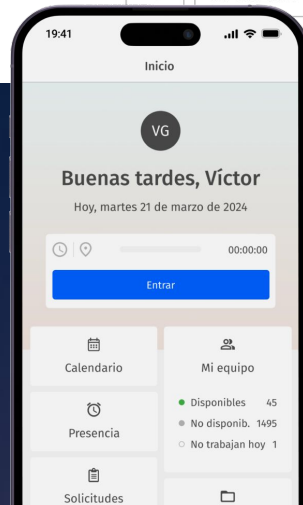 19:41
Inicio
VG
Buenas tardes, Víctor
Hoy, martes 21 de marzo de 2024
00:00:00
Entrar
Calendario
Presencia
Solicitudes
Mi equipo
Disponibles 45
No disponib. 1495
No trabajan hoy 1